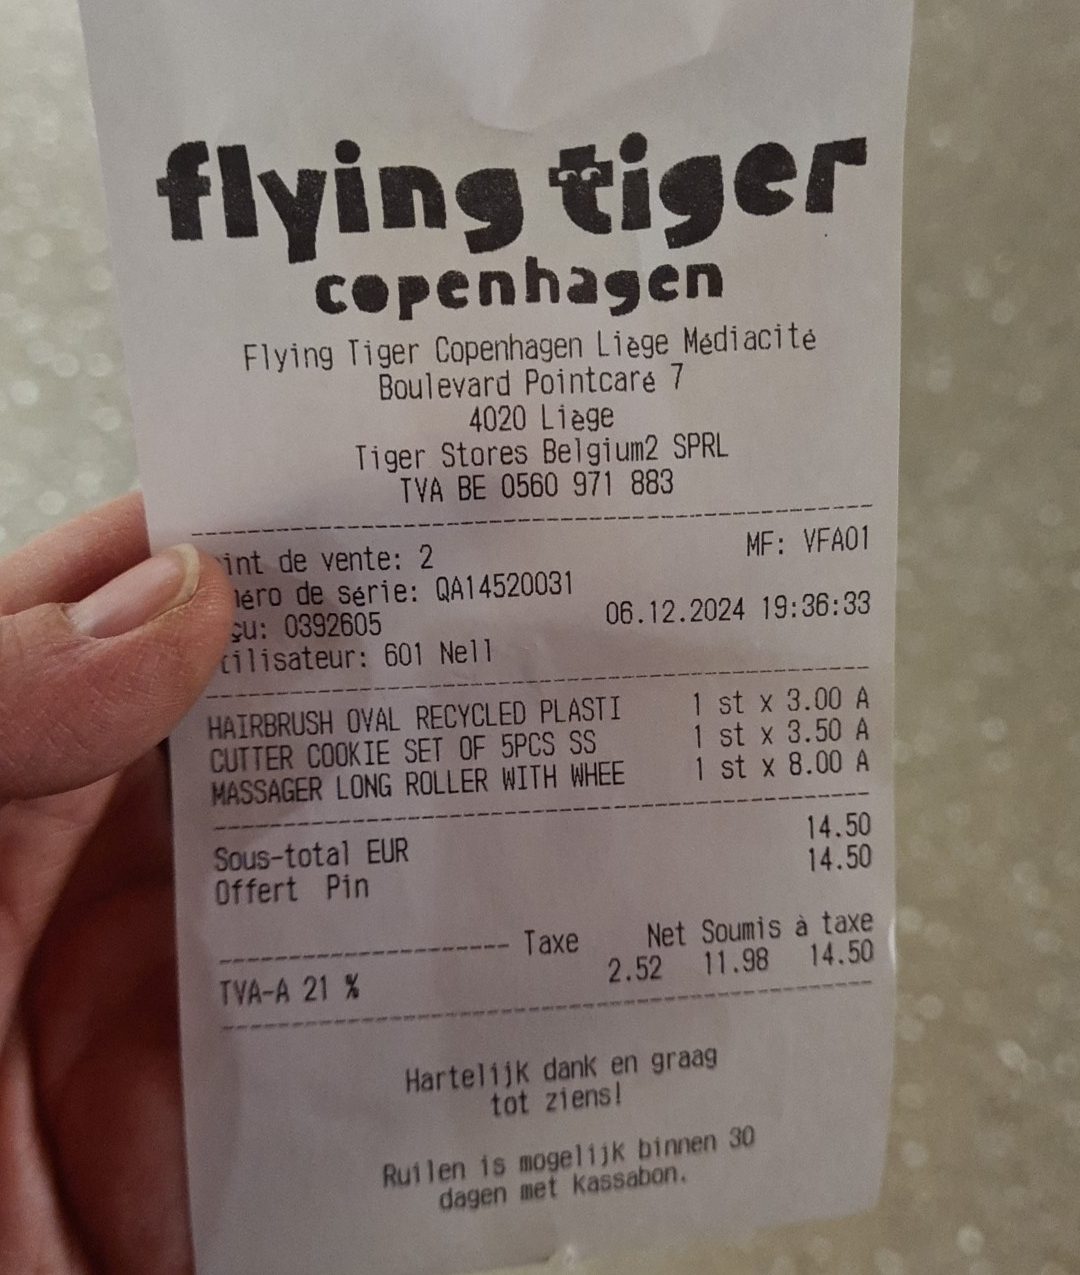 flying tiger
copenhagen
Flying Tiger Copenhagen Liège Médiacité
Boulevard Pointcaré 7
4020 Liège
Tiger Stores Belgium2 SPRL
TVA BE 0560 971 883
int de vente: 2 MF: VFA01
éro de série: QA14520031
çu: 0392605 06.12.2024 19:36:33
tilisateur: 601 Nell
HAIRBRUSH OVAL RECYCLED PLASTI 1 st x 3.00 A
CUTTER COOKIE SET OF 5PCS SS 1 st x 3.50 A
MASSAGER LONG ROLLER WITH WHEE 1 st x 8.00 A
Sous-total EUR 14.50
Offert Pin 14.50
Taxe Net Soumis à taxe
TVA-A 21 % 2.52 11.98 14.50
Hartelijk dank en graag
tot ziens!
Ruilen is mogelijk binnen 30
dagen met kassabon.